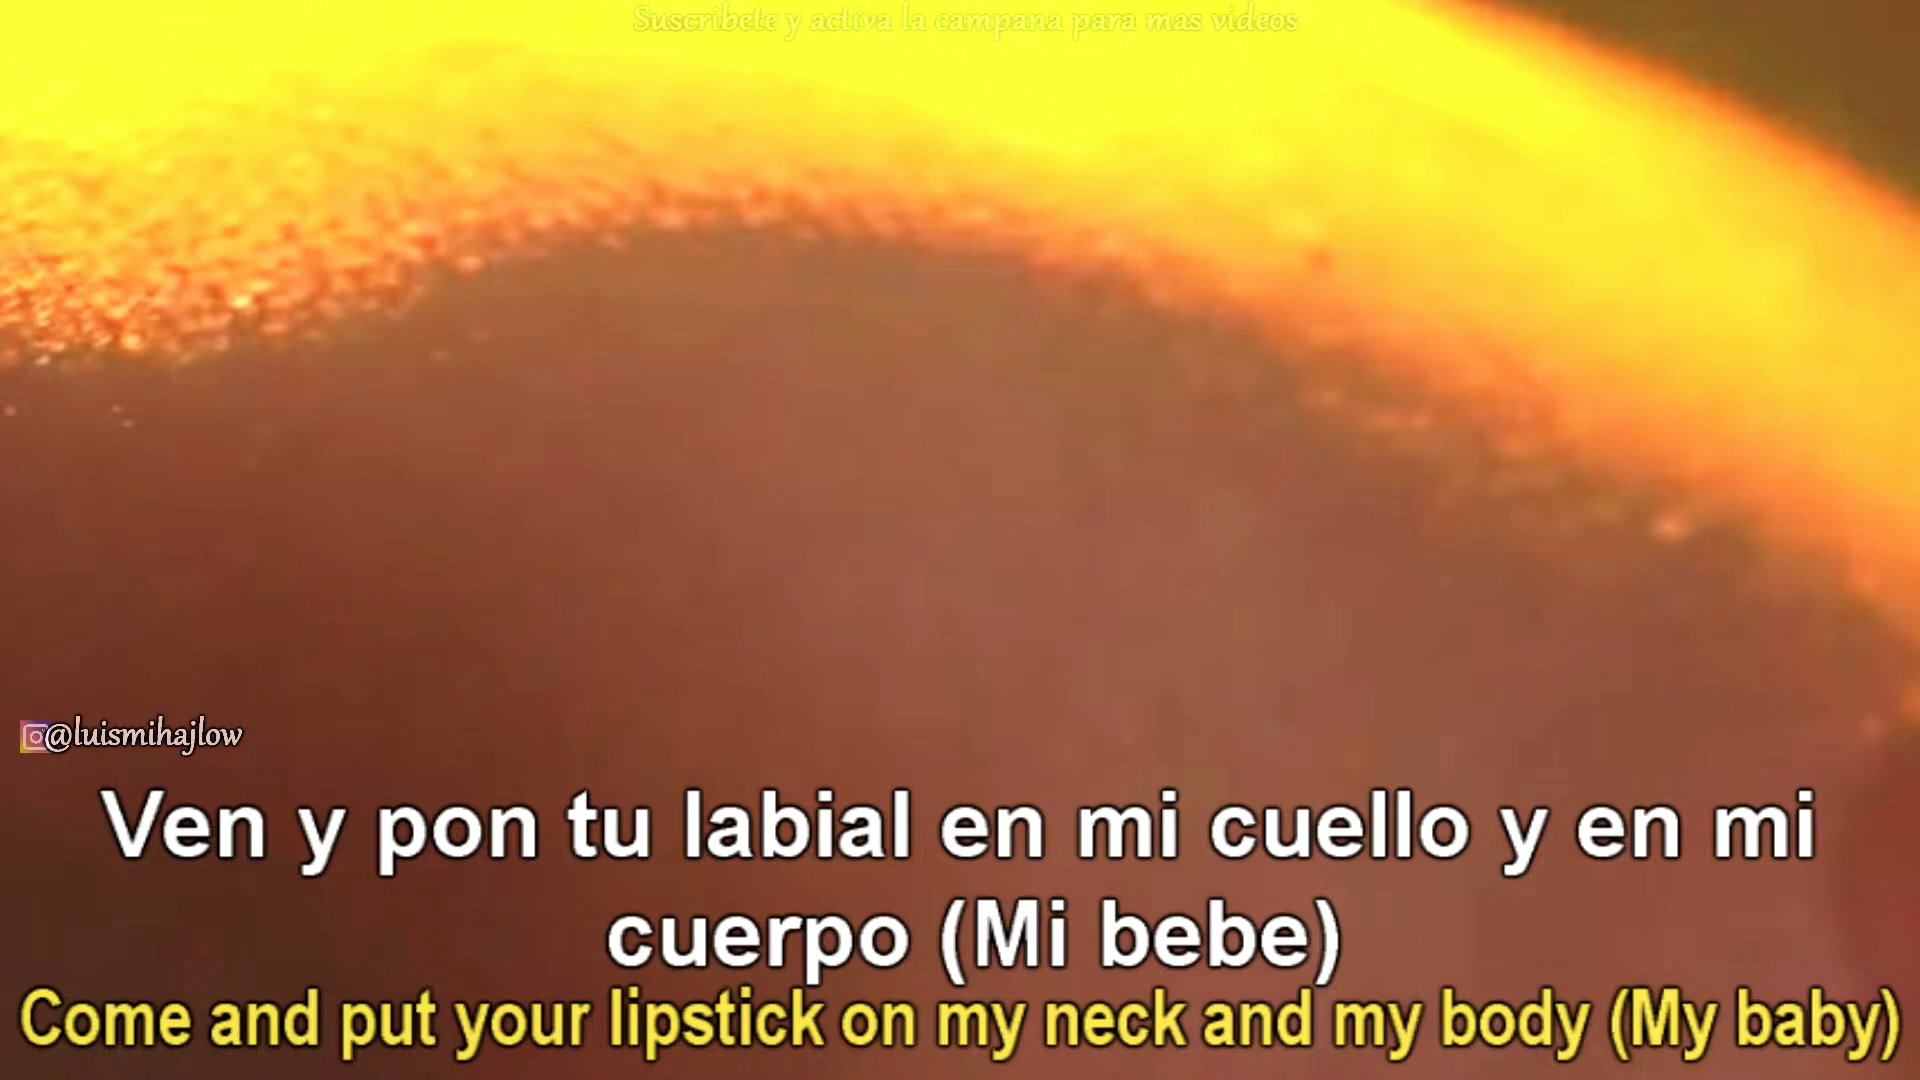 Suscribete y activa la campana para mas videos
@luismihajlow
Ven y pon tu labial en mi cuello y en mi
cuerpo (Mi bebe)
Come and put your lipstick on my neck and my body (My baby)